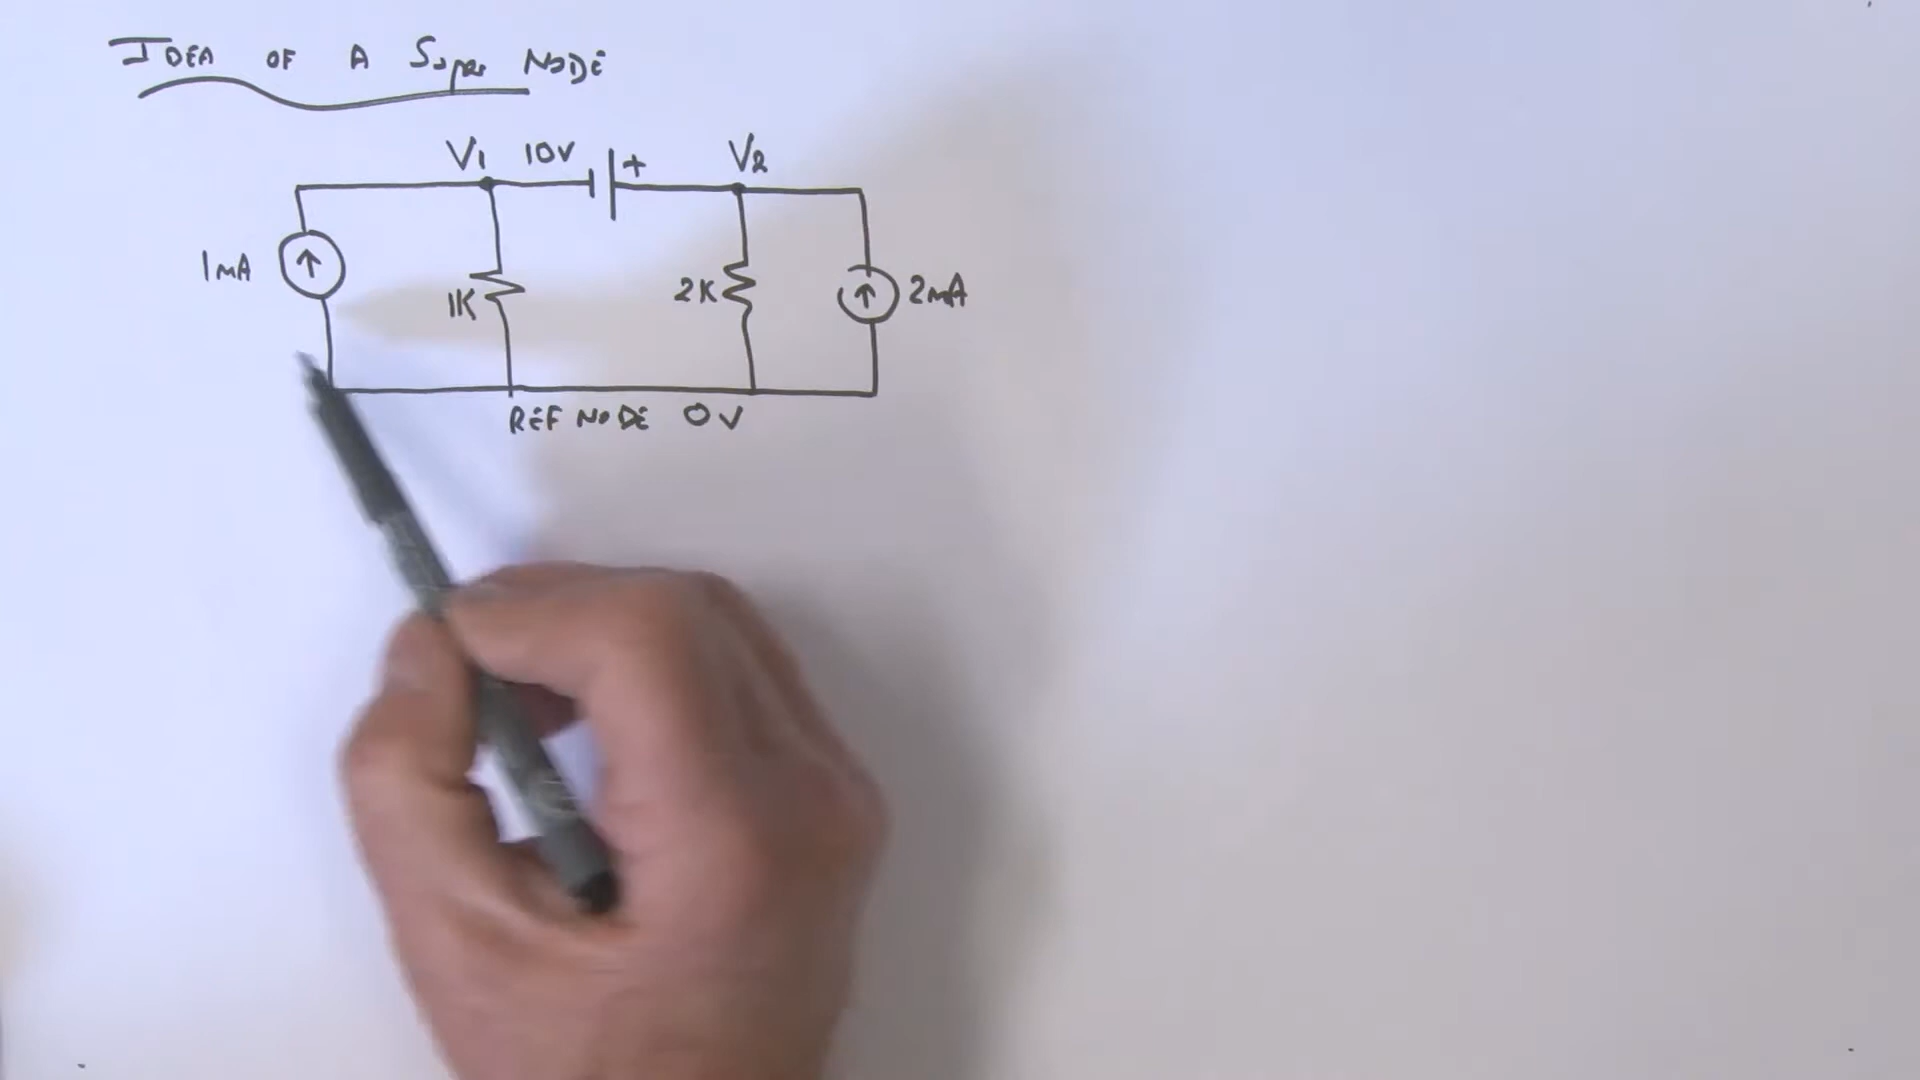 IDEA OF A SuPer NODE
V1 10V + V2
1mA
1K
2K
2mA
REF NODE 0V